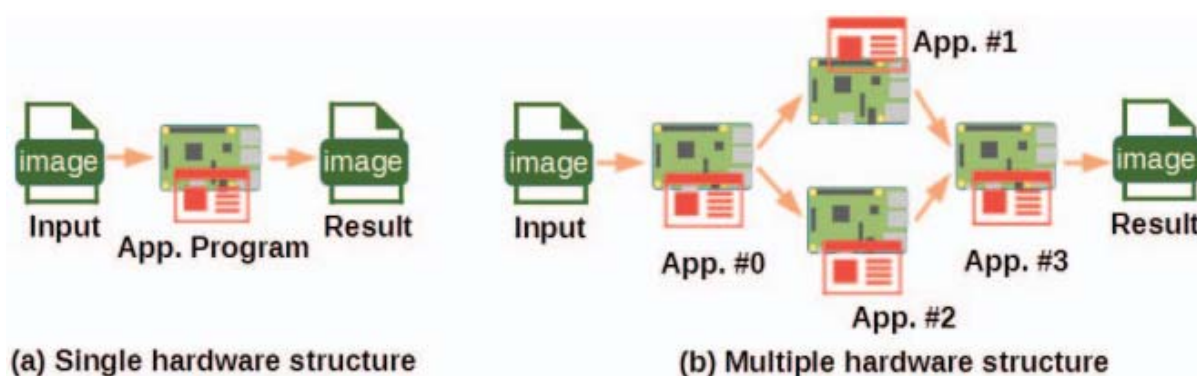 image
Input
App. Program
image
Result
(a) Single hardware structure
image
Input
App. #0
App. #1
App. #2
App. #3
image
Result
(b) Multiple hardware structure